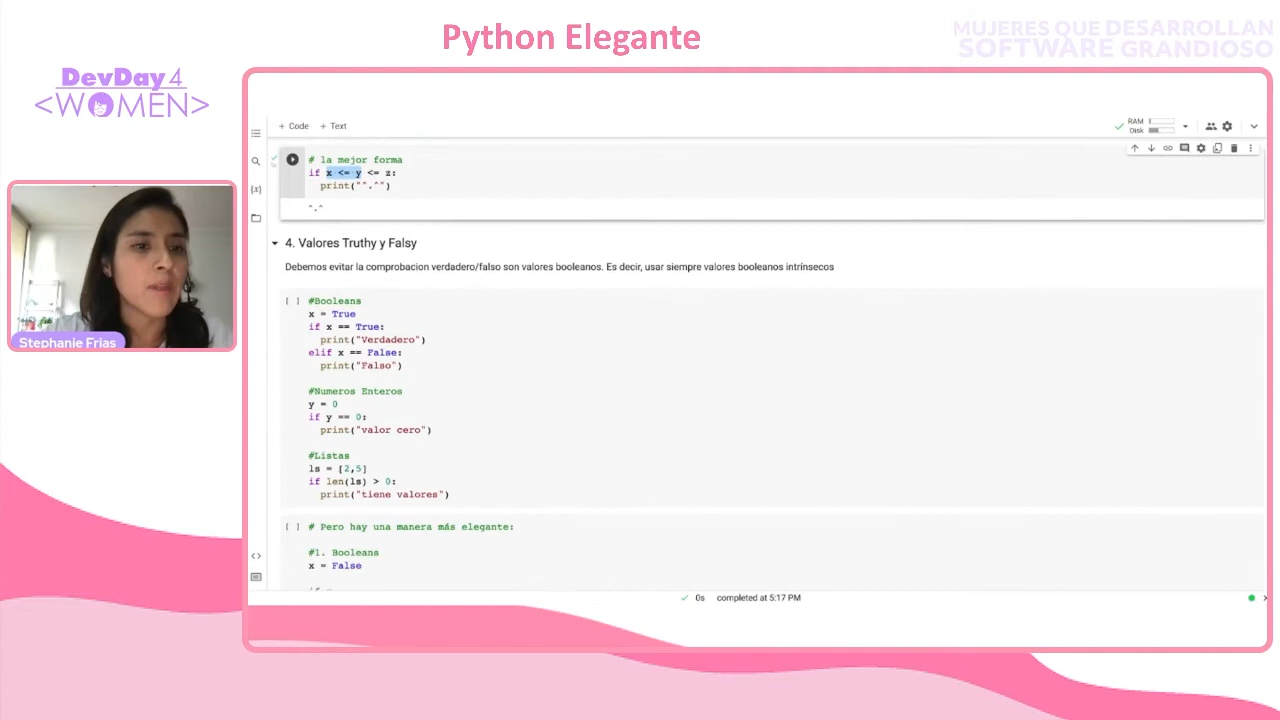 Python Elegante
MUJERES QUE DESARROLLAN
SOFTWARE GRANDIOSO
DevDay4
<WOMEN>
Stephanie Frias
+ Code + Text
RAM
Disk
# la mejor forma
if x <= y <= z:
print("^.^")
^.^
4. Valores Truthy y Falsy
Debemos evitar la comprobacion verdadero/falso son valores booleanos. Es decir, usar siempre valores booleanos intrínsecos
[ ] #Booleans
x = True
if x == True:
print("Verdadero")
elif x == False:
print("Falso")
#Numeros Enteros
y = 0
if y == 0:
print("valor cero")
#Listas
ls = [2,5]
if len(ls) > 0:
print("tiene valores")
[ ] # Pero hay una manera más elegante:
#1. Booleans
x = False
0s completed at 5:17 PM